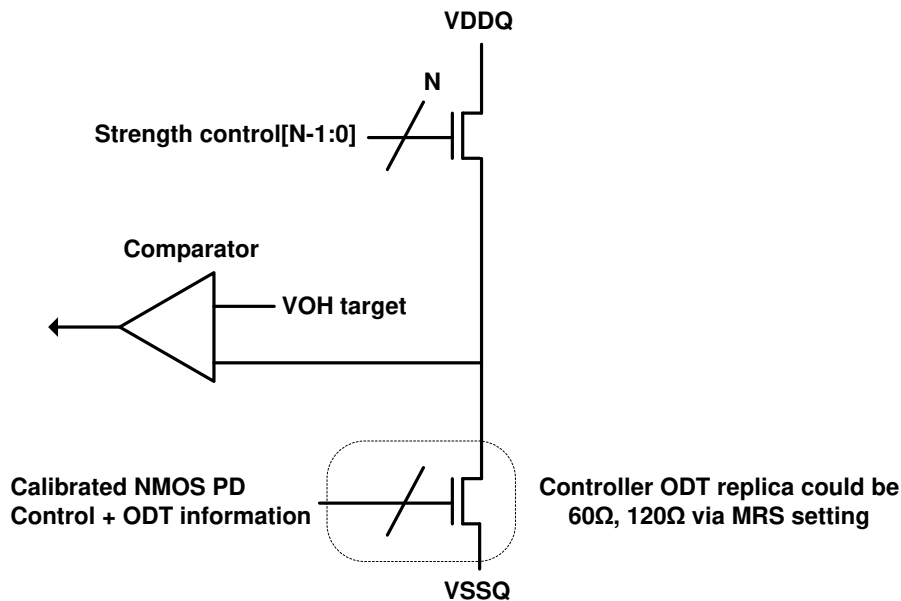 VDDQ
N
Strength control[N-1:0]
Comparator
VOH target
Calibrated NMOS PD
Control + ODT information
Controller ODT replica could be
60Ω, 120Ω via MRS setting
VSSQ